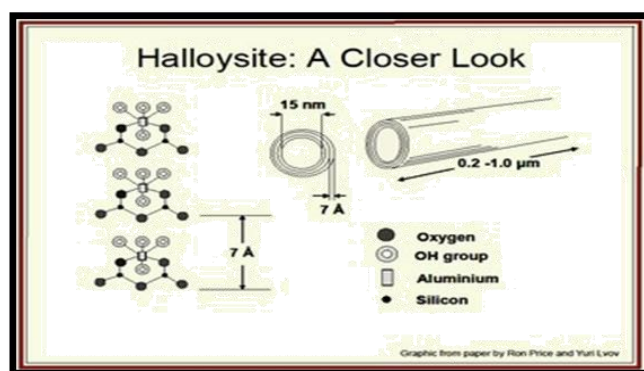 Halloysite: A Closer Look
15 nm
0.2 -1.0 µm
7 Å
7 Å
Oxygen
OH group
Aluminium
Silicon
Graphic from paper by Ron Price and Yuri Lvov